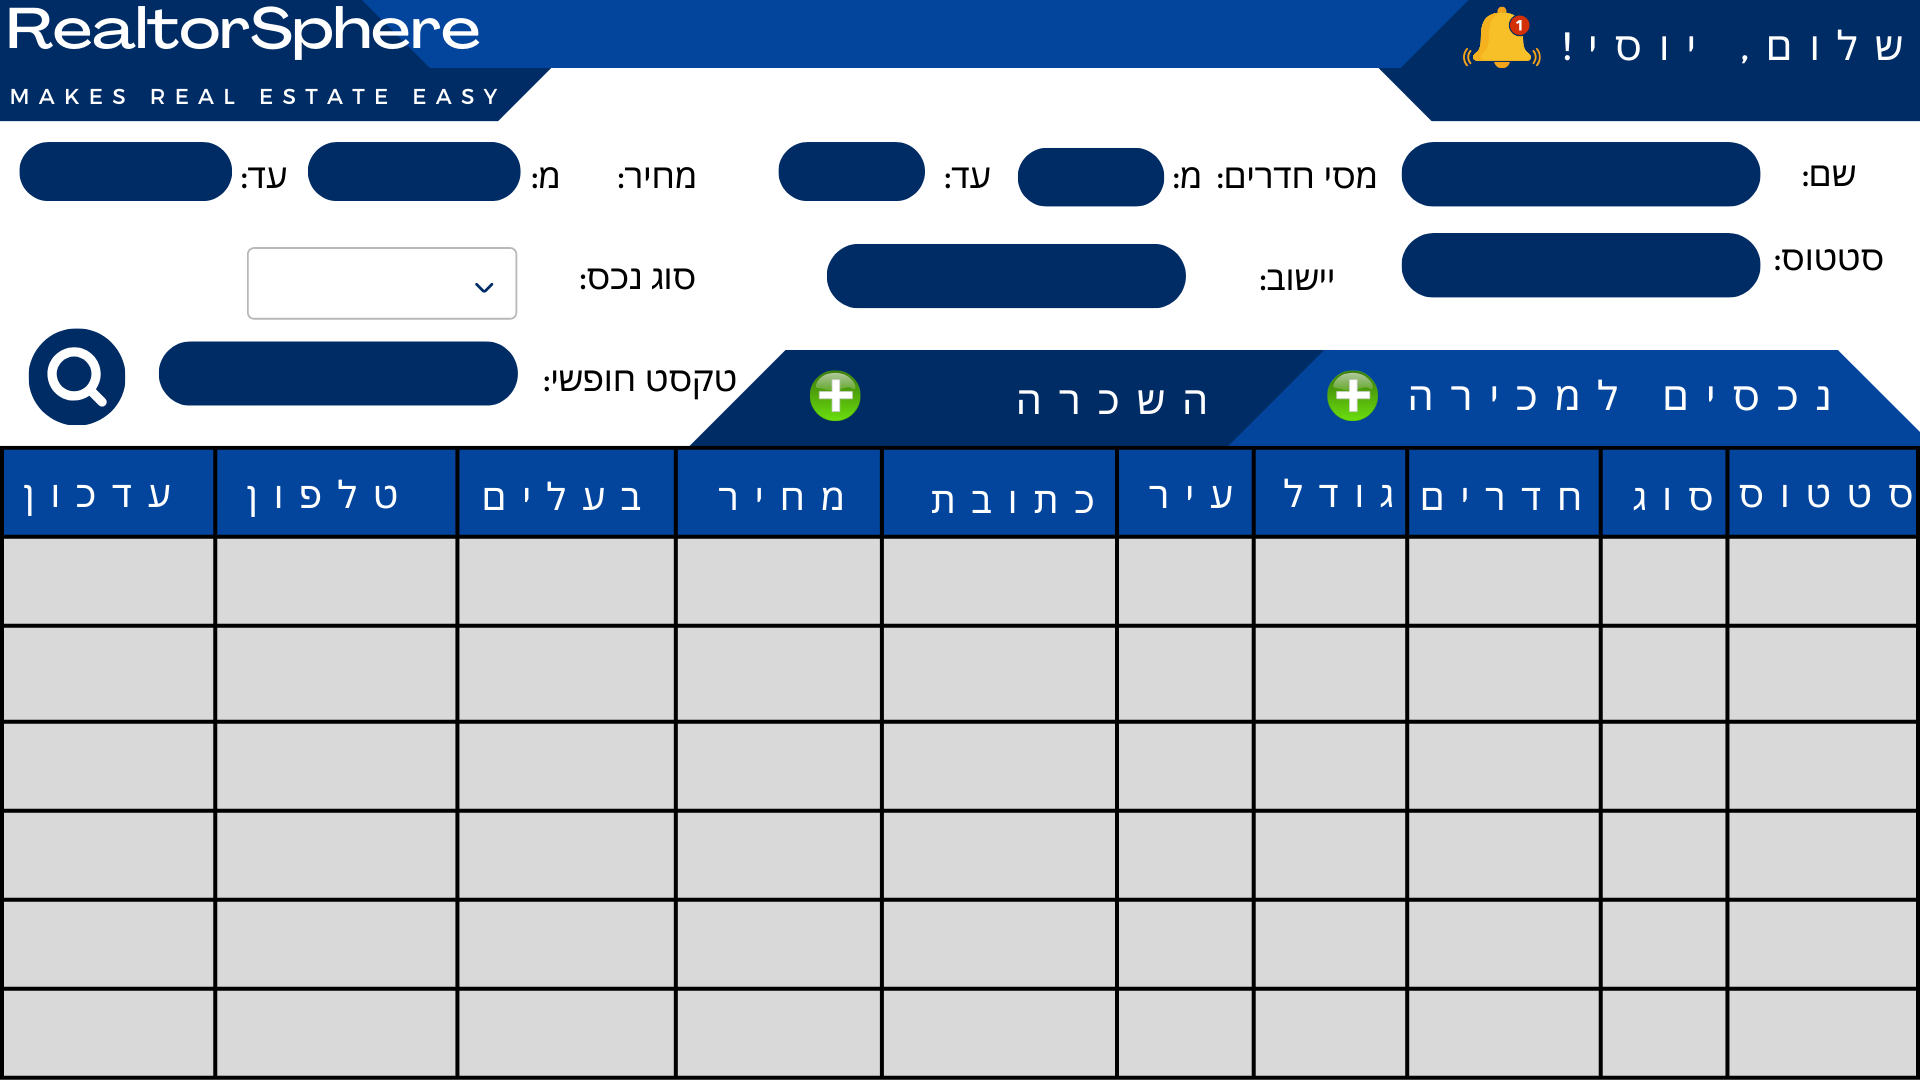 RealtorSphere
MAKES REAL ESTATE EASY
שלום, יוסי!
1
שם:
מסי חדרים: מ: עד:
מחיר: מ: עד:
סטטוס:
יישוב:
סוג נכס:
טקסט חופשי:
נכסים למכירה
השכרה
סטטוס סוג חדרים גודל עיר כתובת מחיר בעלים טלפון עדכון